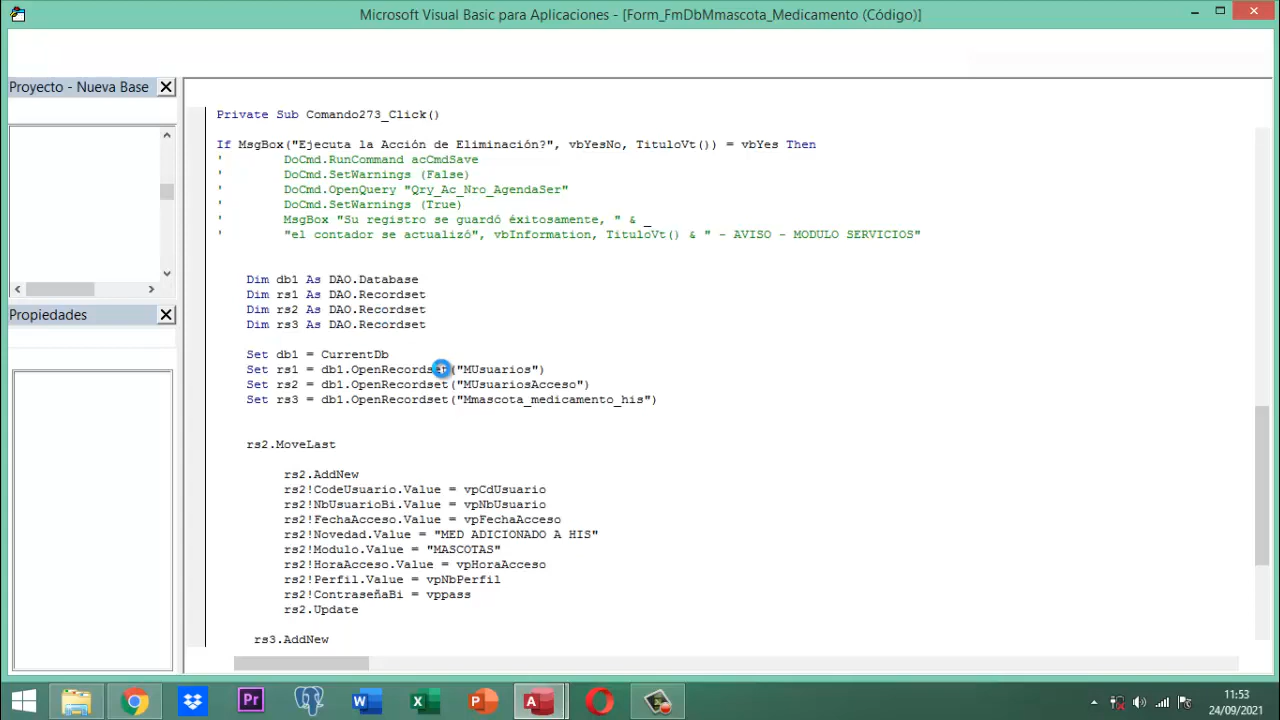 Microsoft Visual Basic para Aplicaciones - [Form_FmDbMmascota_Medicamento (Código)]
Proyecto - Nueva Base
Propiedades
Private Sub Comando273_Click()
If MsgBox("Ejecuta la Acción de Eliminación?", vbYesNo, TituloVt()) = vbYes Then
' DoCmd.RunCommand acCmdSave
' DoCmd.SetWarnings (False)
' DoCmd.OpenQuery "Qry_Ac_Nro_AgendaSer"
' DoCmd.SetWarnings (True)
' MsgBox "Su registro se guardó éxitosamente, " & _
' "el contador se actualizó", vbInformation, TituloVt() & " - AVISO - MODULO SERVICIOS"
Dim db1 As DAO.Database
Dim rs1 As DAO.Recordset
Dim rs2 As DAO.Recordset
Dim rs3 As DAO.Recordset
Set db1 = CurrentDb
Set rs1 = db1.OpenRecordset("MUsuarios")
Set rs2 = db1.OpenRecordset("MUsuariosAcceso")
Set rs3 = db1.OpenRecordset("Mmascota_medicamento_his")
rs2.MoveLast
rs2.AddNew
rs2!CodeUsuario.Value = vpCdUsuario
rs2!NbUsuarioBi.Value = vpNbUsuario
rs2!FechaAcceso.Value = vpFechaAcceso
rs2!Novedad.Value = "MED ADICIONADO A HIS"
rs2!Modulo.Value = "MASCOTAS"
rs2!HoraAcceso.Value = vpHoraAcceso
rs2!Perfil.Value = vpNbPerfil
rs2!ContraseñaBi = vppass
rs2.Update
rs3.AddNew
11:53
24/09/2021